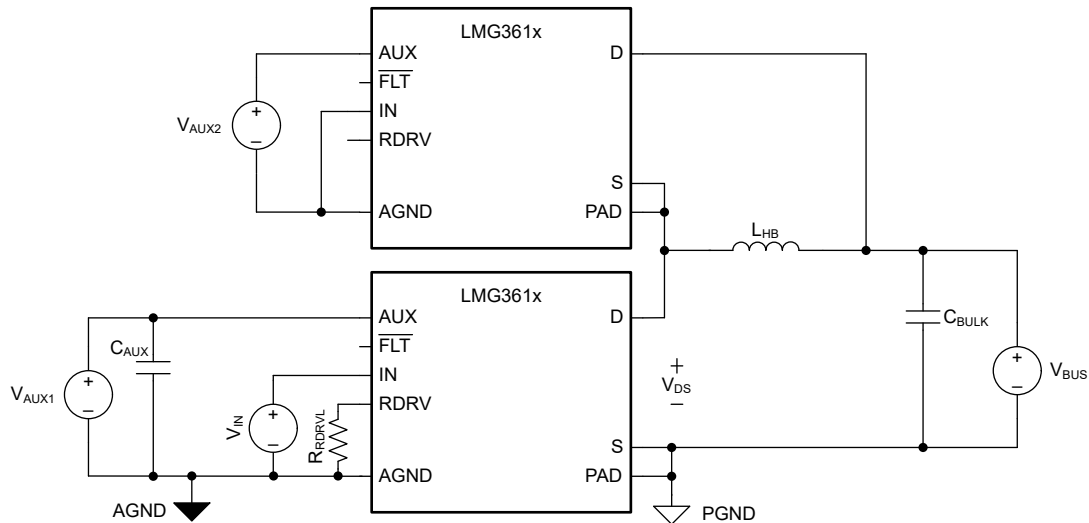 LMG361x
AUX
D
FLT
IN
VAUX2
+
–
RDRV
S
AGND
PAD
LHB
LMG361x
AUX
D
CAUX
FLT
CBULK
IN
VAUX1
+
–
VIN
+
–
RDRV
RRDRVL
+
VDS
–
VBUS
+
–
S
AGND
PAD
AGND
PGND